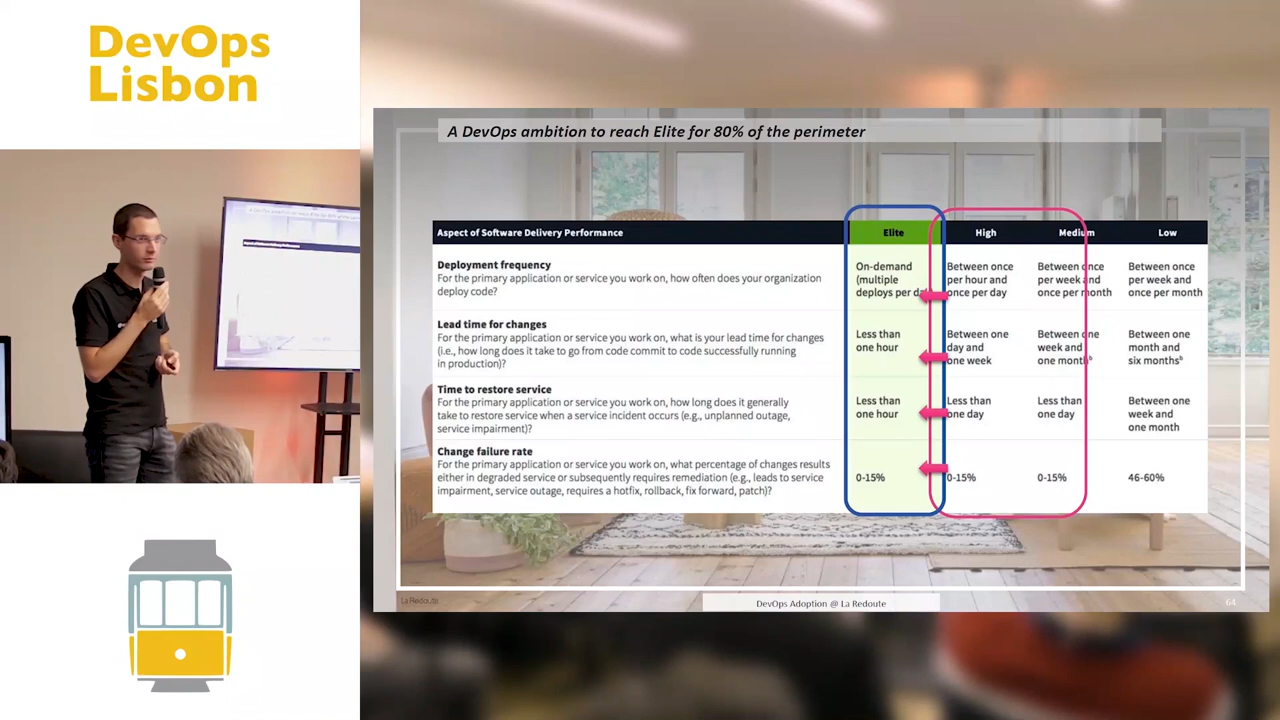 DevOps
Lisbon
A DevOps ambition to reach Elite for 80% of the perimeter
Aspect of Software Delivery Performance
Elite
High
Medium
Low
Deployment frequency
For the primary application or service you work on, how often does your organization
deploy code?
On-demand
(multiple
deploys per
Between once
per hour and
once per day
Between once
per week and
once per month
Between once
per week and
once per month
Lead time for changes
For the primary application or service you work on, what is your lead time for changes
(i.e., how long does it take to go from code commit to code successfully running
in production)?
Less than
one hour
Between one
day and
one week
Between one
week and
one monthᵇ
Between one
month and
six monthsᵇ
Time to restore service
For the primary application or service you work on, how long does it generally
take to restore service when a service incident occurs (e.g., unplanned outage,
service impairment)?
Less than
one hour
Less than
one day
Less than
one day
Between one
week and
one month
Change failure rate
For the primary application or service you work on, what percentage of changes results
either in degraded service or subsequently requires remediation (e.g., leads to service
impairment, service outage, requires a hotfix, rollback, fix forward, patch)?
0-15%
0-15%
0-15%
46-60%
La Redoute
DevOps Adoption @ La Redoute
64